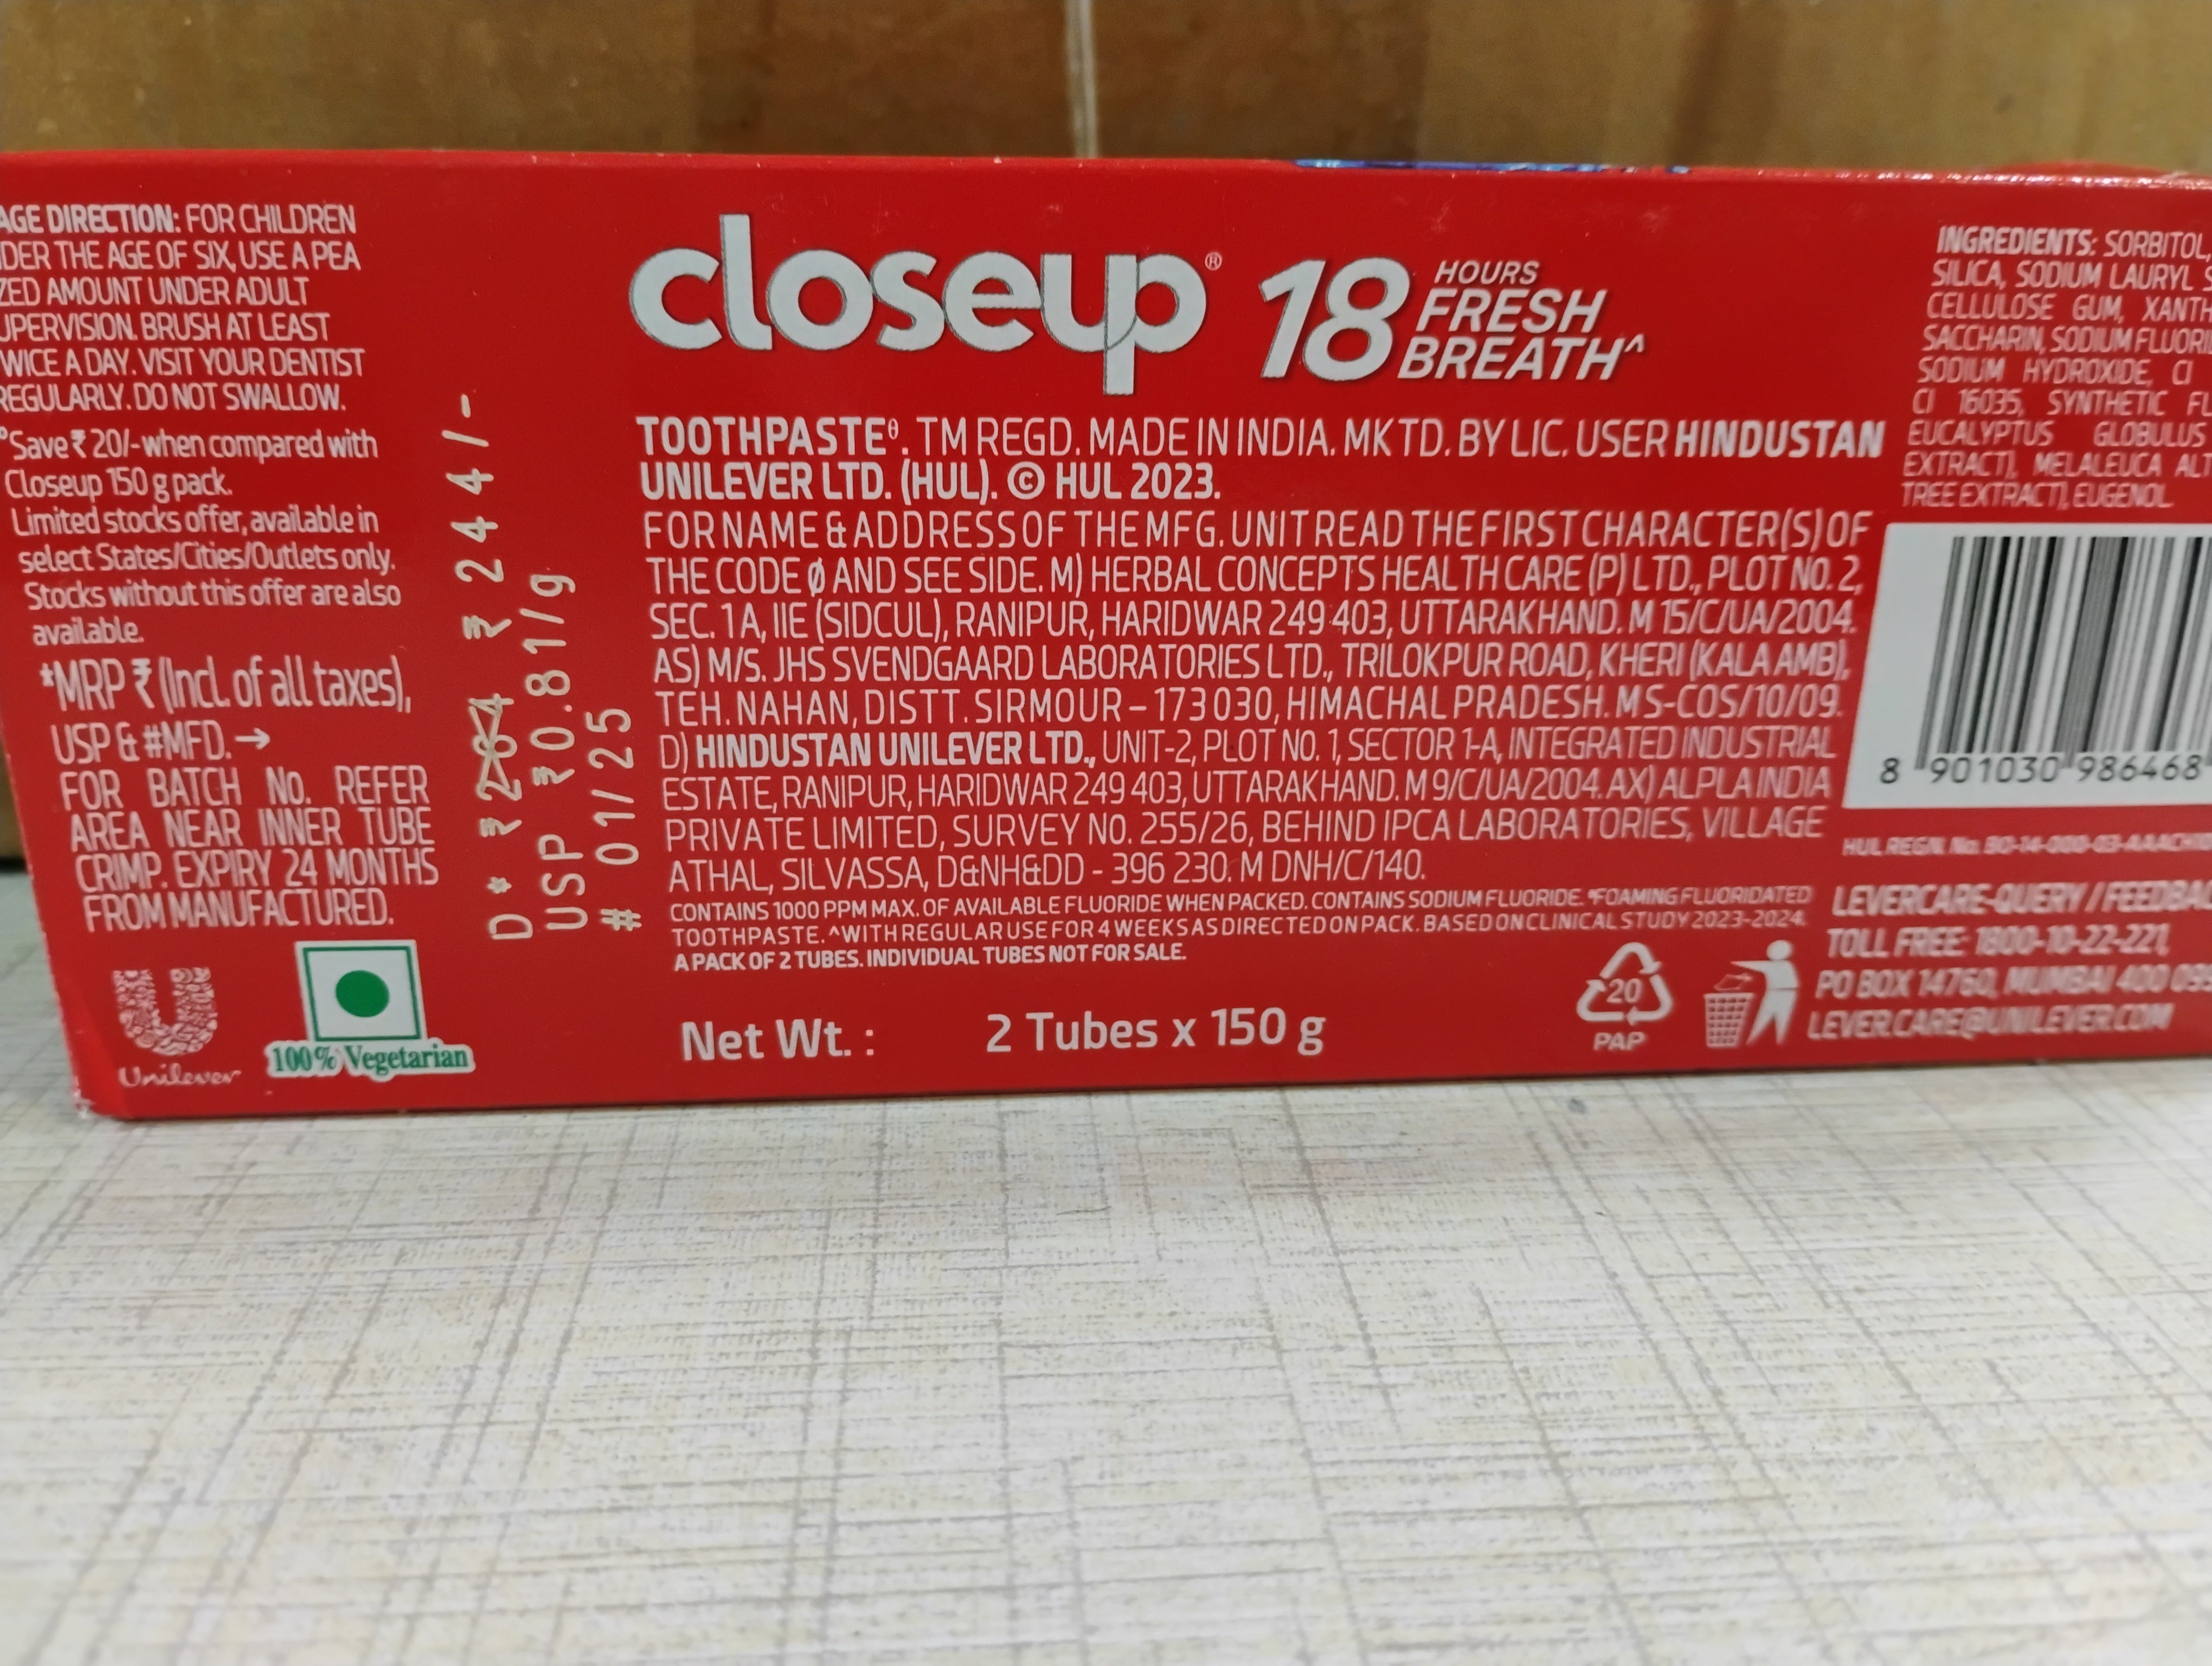 AGE DIRECTION: FOR CHILDREN
DER THE AGE OF SIX, USE A PEA
ZED AMOUNT UNDER ADULT
UPERVISION. BRUSH AT LEAST
WICE A DAY. VISIT YOUR DENTIST
REGULARLY. DO NOT SWALLOW.
°Save ₹ 20/- when compared with
Closeup 150 g pack.
Limited stocks offer, available in
select States/Cities/Outlets only.
Stocks without this offer are also
available.
*MRP ₹ (Incl. of all taxes),
USP & #MFD. →
FOR BATCH No. REFER
AREA NEAR INNER TUBE
CRIMP. EXPIRY 24 MONTHS
FROM MANUFACTURED.
Unilever
100% Vegetarian
D* ₹264 ₹ 244/-
USP ₹0.81/g
# 01/25
closeup® 18 HOURS
FRESH
BREATH^
TOOTHPASTEθ. TM REGD. MADE IN INDIA. MKTD. BY LIC. USER HINDUSTAN
UNILEVER LTD. (HUL). © HUL 2023.
FOR NAME & ADDRESS OF THE MFG. UNIT READ THE FIRST CHARACTER(S) OF
THE CODE Ø AND SEE SIDE. M) HERBAL CONCEPTS HEALTHCARE (P) LTD., PLOT NO. 2,
SEC. 1A, IIE (SIDCUL), RANIPUR, HARIDWAR 249 403, UTTARAKHAND. M 15/C/UA/2004.
AS) M/S. JHS SVENDGAARD LABORATORIES LTD., TRILOKPUR ROAD, KHERI (KALA AMB),
TEH. NAHAN, DISTT. SIRMOUR – 173 030, HIMACHAL PRADESH. MS-COS/10/09.
D) HINDUSTAN UNILEVER LTD., UNIT-2, PLOT NO. 1, SECTOR 1-A, INTEGRATED INDUSTRIAL
ESTATE, RANIPUR, HARIDWAR 249 403, UTTARAKHAND. M 9/C/UA/2004. AX) ALPLA INDIA
PRIVATE LIMITED, SURVEY NO. 255/26, BEHIND IPCA LABORATORIES, VILLAGE
ATHAL, SILVASSA, D&NH&DD - 396 230. M DNH/C/140.
CONTAINS 1000 PPM MAX. OF AVAILABLE FLUORIDE WHEN PACKED. CONTAINS SODIUM FLUORIDE. θFOAMING FLUORIDATED
TOOTHPASTE. ^WITH REGULAR USE FOR 4 WEEKS AS DIRECTED ON PACK. BASED ON CLINICAL STUDY 2023-2024.
A PACK OF 2 TUBES. INDIVIDUAL TUBES NOT FOR SALE.
Net Wt. : 2 Tubes x 150 g
20
PAP
INGREDIENTS: SORBITOL,
SILICA, SODIUM LAURYL S
CELLULOSE GUM, XANTH
SACCHARIN, SODIUM FLUORI
SODIUM HYDROXIDE, CI
CI 16035, SYNTHETIC FL
EUCALYPTUS GLOBULUS
EXTRACT), MELALEUCA ALT
TREE EXTRACT), EUGENOL.
8 901030 986468
HUL REGN. No. BO-14-000-03-AAACH
LEVERCARE-QUERY / FEEDBA
TOLL FREE: 1800-10-22-221,
PO BOX 14760, MUMBAI 400 09
LEVER.CARE@UNILEVER.COM